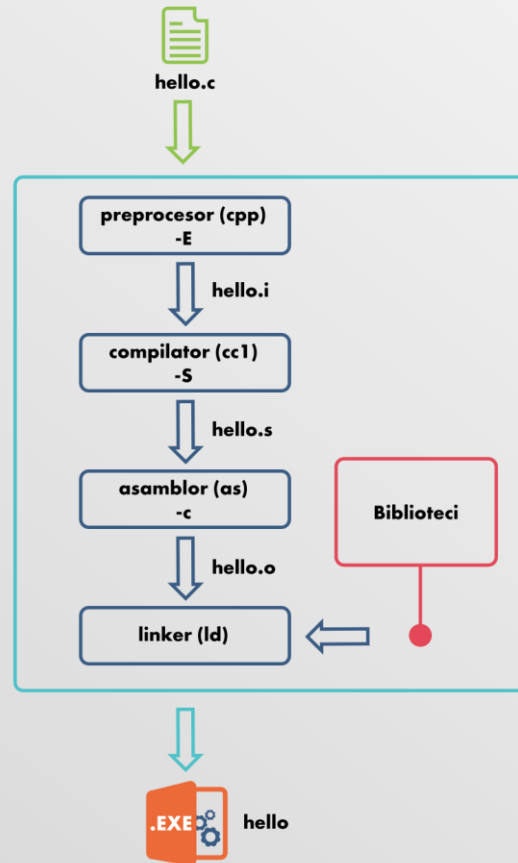 hello.c
preprocesor (cpp)
-E
hello.i
compilator (cc1)
-S
hello.s
asamblor (as)
-c
Biblioteci
hello.o
linker (ld)
.EXE
hello